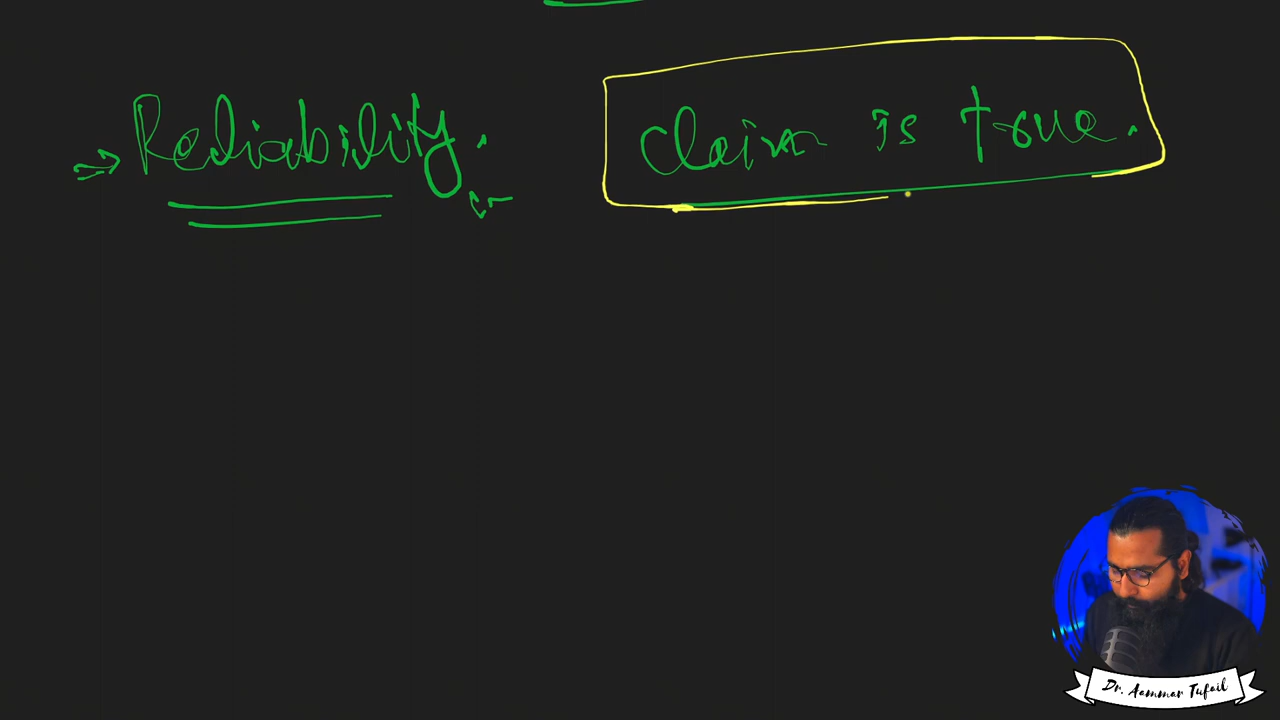 Reliability.
claim is true.
Dr. Aammar Tufail